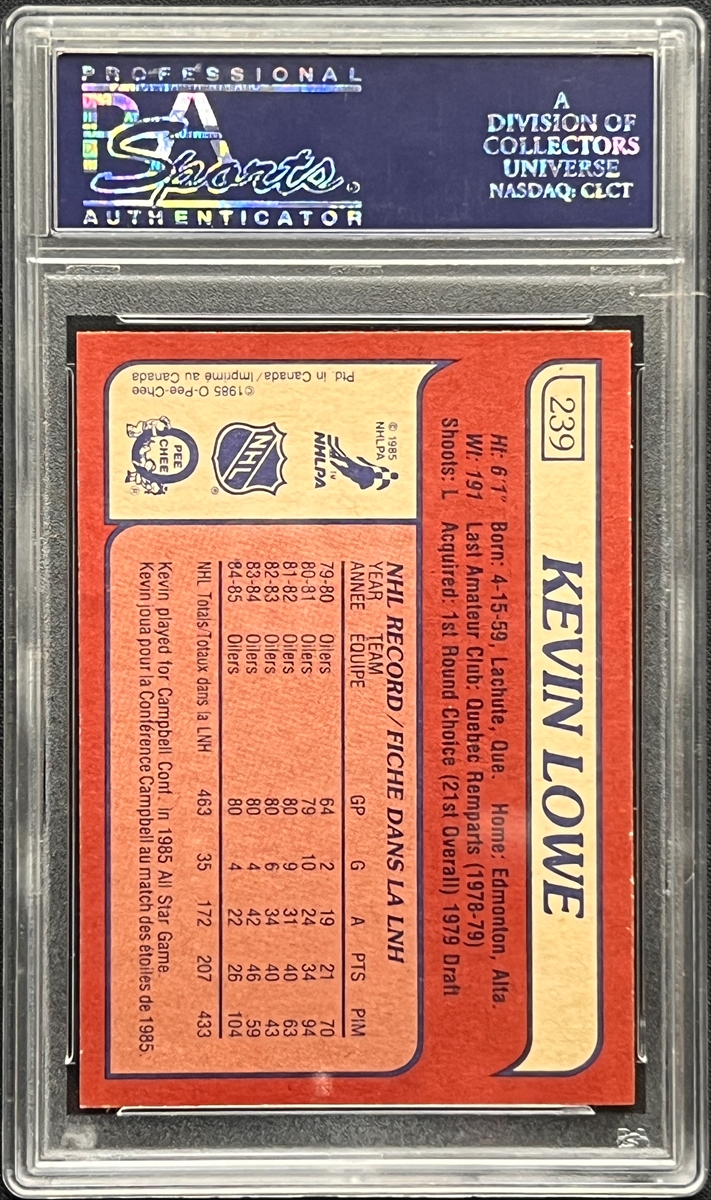 PROFESSIONAL
PSA
Sports
AUTHENTICATOR
A
DIVISION OF
COLLECTORS
UNIVERSE
NASDAQ: CLCT
239
KEVIN LOWE
Ht: 6'1" Born: 4-15-59, Lachute, Que. Home: Edmonton, Alta.
Wt: 191 Last Amateur Club: Quebec Remparts (1978-79)
Shoots: L Acquired: 1st Round Choice (21st Overall) 1979 Draft
© 1985
NHLPA
NHLPA
TM
NHL
®
O
PEE
CHEE
®
©1985 O-Pee-Chee
Ptd. in Canada/Imprimé au Canada
NHL RECORD / FICHE DANS LA LNH
YEAR TEAM
ANNÉE ÉQUIPE GP G A PTS PIM
79-80 Oilers 64 2 19 21 70
80-81 Oilers 79 10 24 34 94
81-82 Oilers 80 9 31 40 63
82-83 Oilers 80 6 34 40 43
83-84 Oilers 80 4 42 46 59
84-85 Oilers 80 4 22 26 104
NHL Totals/Totaux dans la LNH 463 35 172 207 433
Kevin played for Campbell Conf. in 1985 All Star Game.
Kevin joua pour la Conférence Campbell au match des étoiles de 1985.
PSA